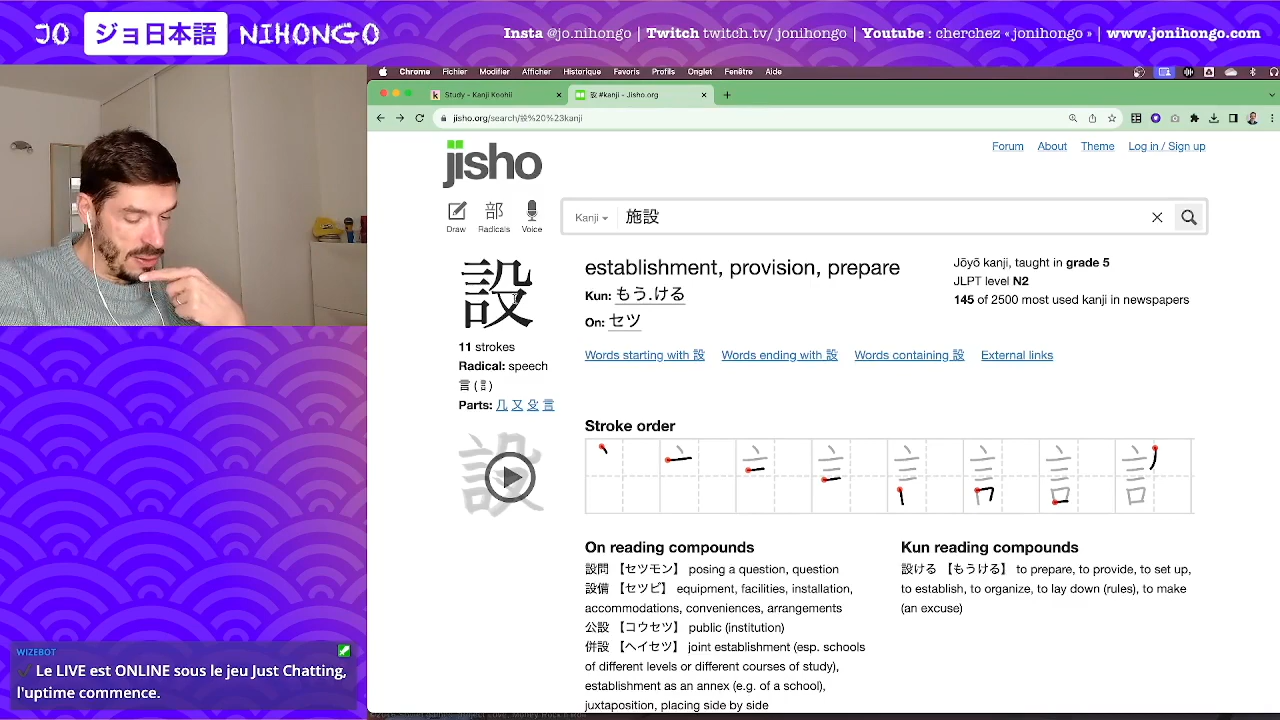 JO ジョ日本語 NIHONGO
Insta @jo.nihongo | Twitch twitch.tv/ jonihongo | Youtube : cherchez « jonihongo » | www.jonihongo.com
Chrome Fichier Modifier Afficher Historique Favoris Profils Onglet Fenêtre Aide
Study - Kanji Koohii
設 #kanji - Jisho.org
jisho.org/search/設%20%23kanji
jisho
Forum About Theme Log in / Sign up
Draw
部 Radicals
Voice
Kanji 施設
設
establishment, provision, prepare
Kun: もう.ける
On: セツ
Jōyō kanji, taught in grade 5
JLPT level N2
145 of 2500 most used kanji in newspapers
11 strokes
Radical: speech
言 (訁)
Parts: 几 又 殳 言
Words starting with 設 Words ending with 設 Words containing 設 External links
Stroke order
設
On reading compounds
設問 【セツモン】 posing a question, question
設備 【セツビ】 equipment, facilities, installation,
accommodations, conveniences, arrangements
公設 【コウセツ】 public (institution)
併設 【ヘイセツ】 joint establishment (esp. schools
of different levels or different courses of study),
establishment as an annex (e.g. of a school),
juxtaposition, placing side by side
Kun reading compounds
設ける 【もうける】 to prepare, to provide, to set up,
to establish, to organize, to lay down (rules), to make
(an excuse)
WIZEBOT
Le LIVE est ONLINE sous le jeu Just Chatting,
l'uptime commence.